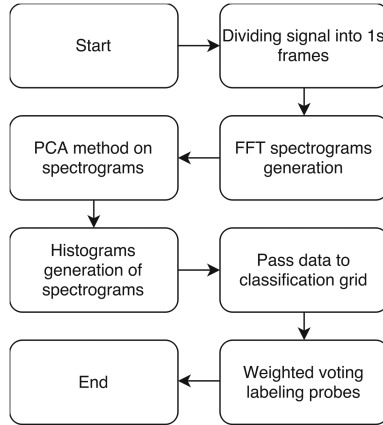 Start
Dividing signal into 1s
frames
PCA method on
spectrograms
FFT spectrograms
generation
Histograms
generation of
spectrograms
Pass data to
classification grid
End
Weighted voting
labeling probes